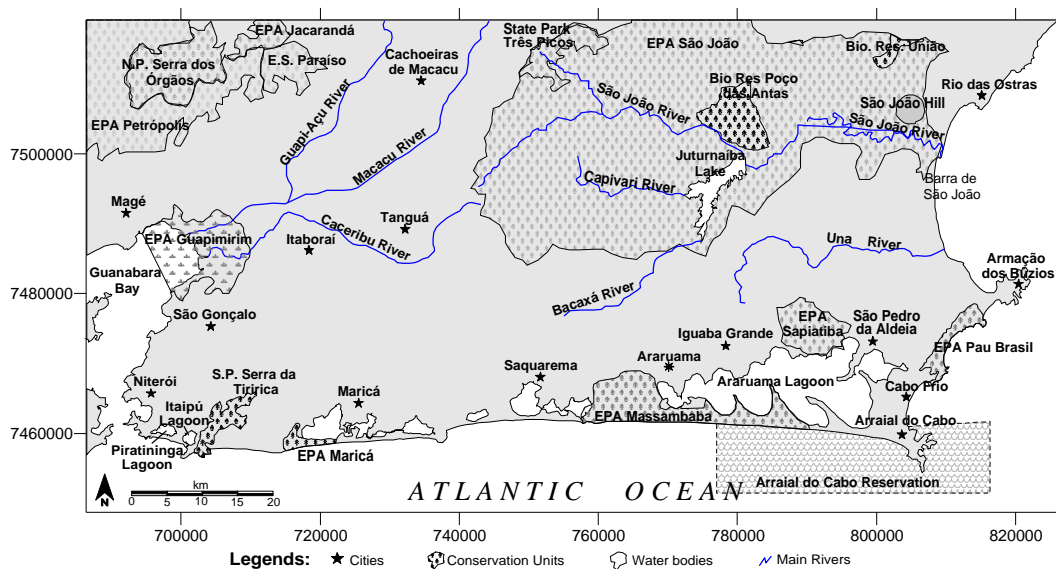 EPA Jacarandá
State Park
Três Picos
EPA São João
Bio. Res. União
N.P. Serra dos
Órgãos
E.S. Paraíso
Cachoeiras
de Macacu
Bio Res Poço
das Antas
Rio das Ostras
São João Hill
EPA Petrópolis
Guapi-Açu River
São João River
São João River
7500000
Macacu River
Juturnaíba
Lake
Capivari River
Barra de
São João
Magé
Tanguá
Caceribu River
Itaboraí
EPA Guapimirim
Una River
Guanabara
Bay
Armação
dos Búzios
7480000
Bacaxá River
São Gonçalo
EPA
Sapiatiba
São Pedro
da Aldeia
Iguaba Grande
EPA Pau Brasil
Araruama
Saquarema
Niterói
S.P. Serra da
Tiririca
Maricá
Araruama Lagoon
Cabo Frio
Itaipú
Lagoon
EPA Massambaba
Arraial do Cabo
7460000
Piratininga
Lagoon
EPA Maricá
N
km
0 5 10 15 20
ATLANTIC OCEAN
Arraial do Cabo Reservation
700000 720000 740000 760000 780000 800000 820000
Legends: Cities Conservation Units Water bodies Main Rivers